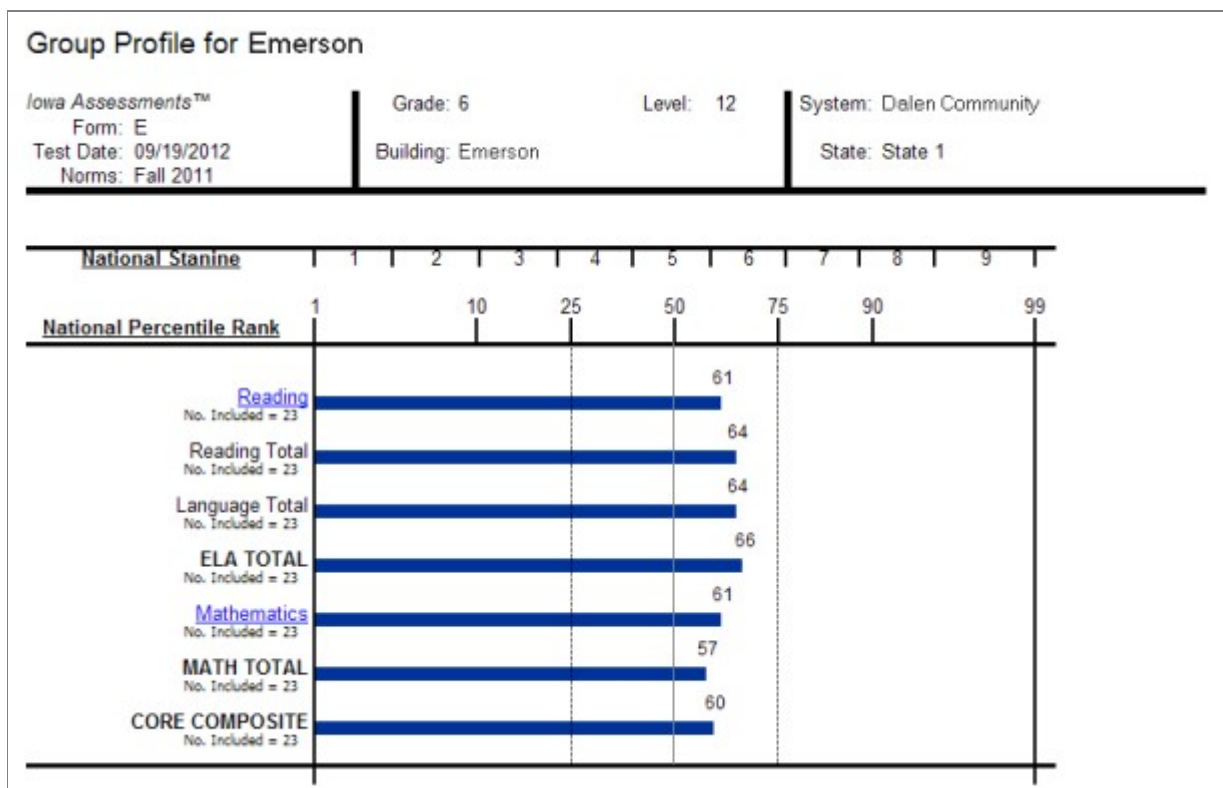 Group Profile for Emerson
Iowa Assessments™
Form: E
Test Date: 09/19/2012
Norms: Fall 2011
Grade: 6 Level: 12
Building: Emerson
System: Dalen Community
State: State 1
National Stanine 1 2 3 4 5 6 7 8 9
1 10 25 50 75 90 99
National Percentile Rank
61
Reading
No. Included = 23
64
Reading Total
No. Included = 23
64
Language Total
No. Included = 23
66
ELA TOTAL
No. Included = 23
61
Mathematics
No. Included = 23
57
MATH TOTAL
No. Included = 23
60
CORE COMPOSITE
No. Included = 23